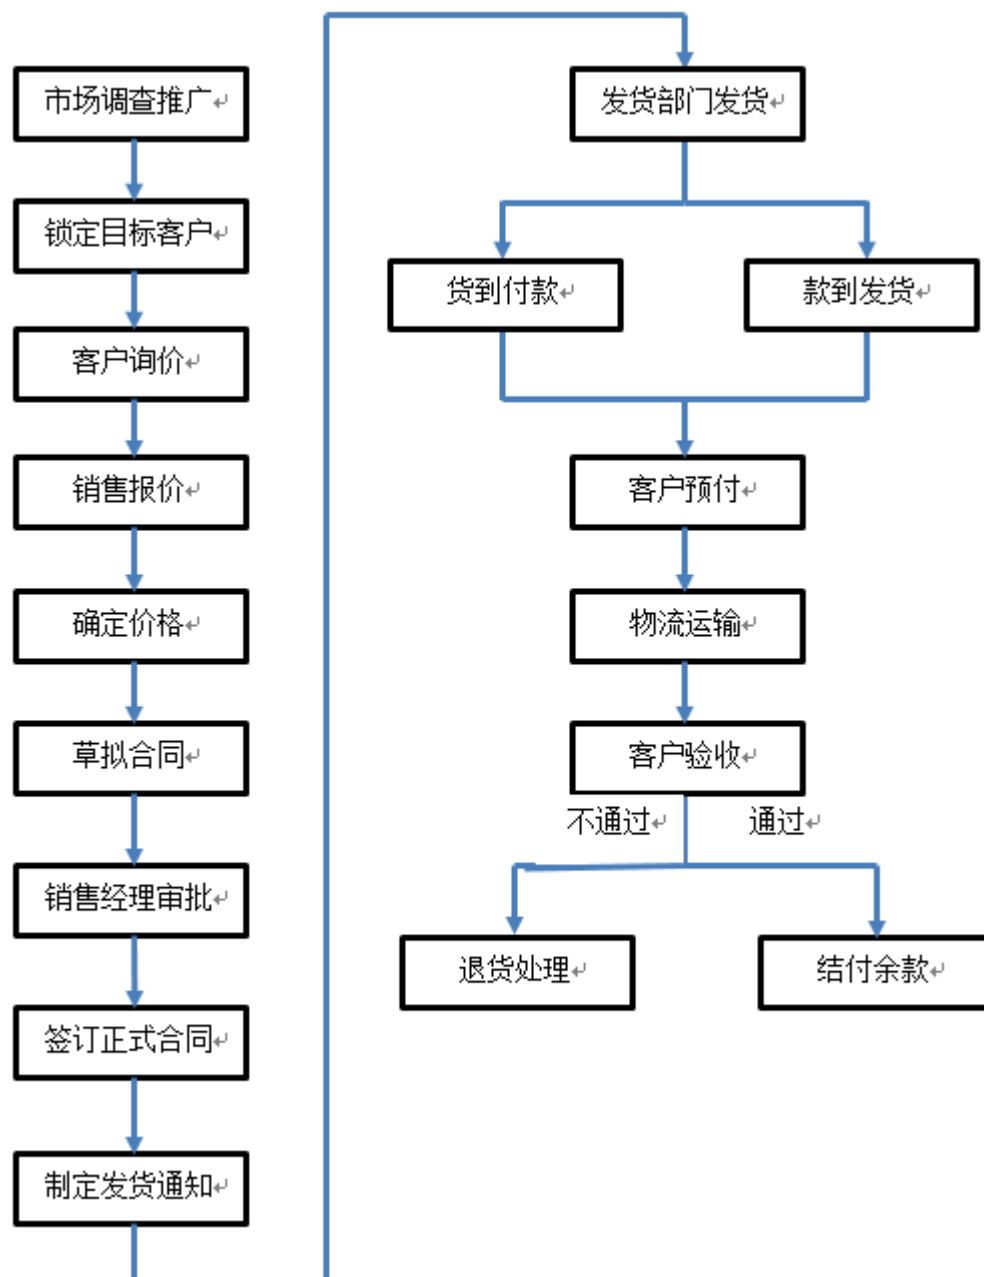 市场调查推广
锁定目标客户
客户询价
销售报价
确定价格
草拟合同
销售经理审批
签订正式合同
制定发货通知
发货部门发货
货到付款
款到发货
客户预付
物流运输
客户验收
不通过
通过
退货处理
结付余款